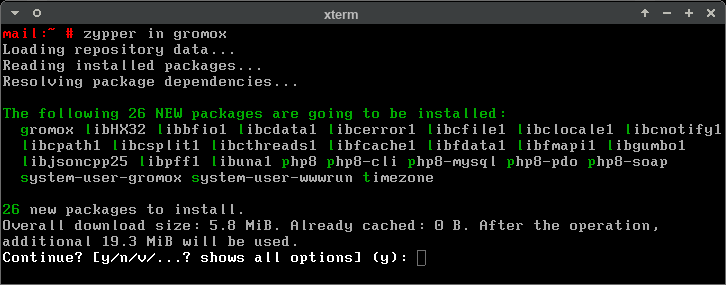 xterm
mail:~ # zypper in gromox
Loading repository data...
Reading installed packages...
Resolving package dependencies...
The following 26 NEW packages are going to be installed:
gromox libHX32 libbfio1 libcdata1 libcerror1 libcfile1 libclocale1 libcnotify1
libcpath1 libcsplit1 libcthreads1 libfcache1 libfdata1 libfmapi1 libgumbo1
libjsoncpp25 libpff1 libuna1 php8 php8-cli php8-mysql php8-pdo php8-soap
system-user-gromox system-user-wwwrun timezone
26 new packages to install.
Overall download size: 5.8 MiB. Already cached: 0 B. After the operation,
additional 19.3 MiB will be used.
Continue? [y/n/v/...? shows all options] (y):